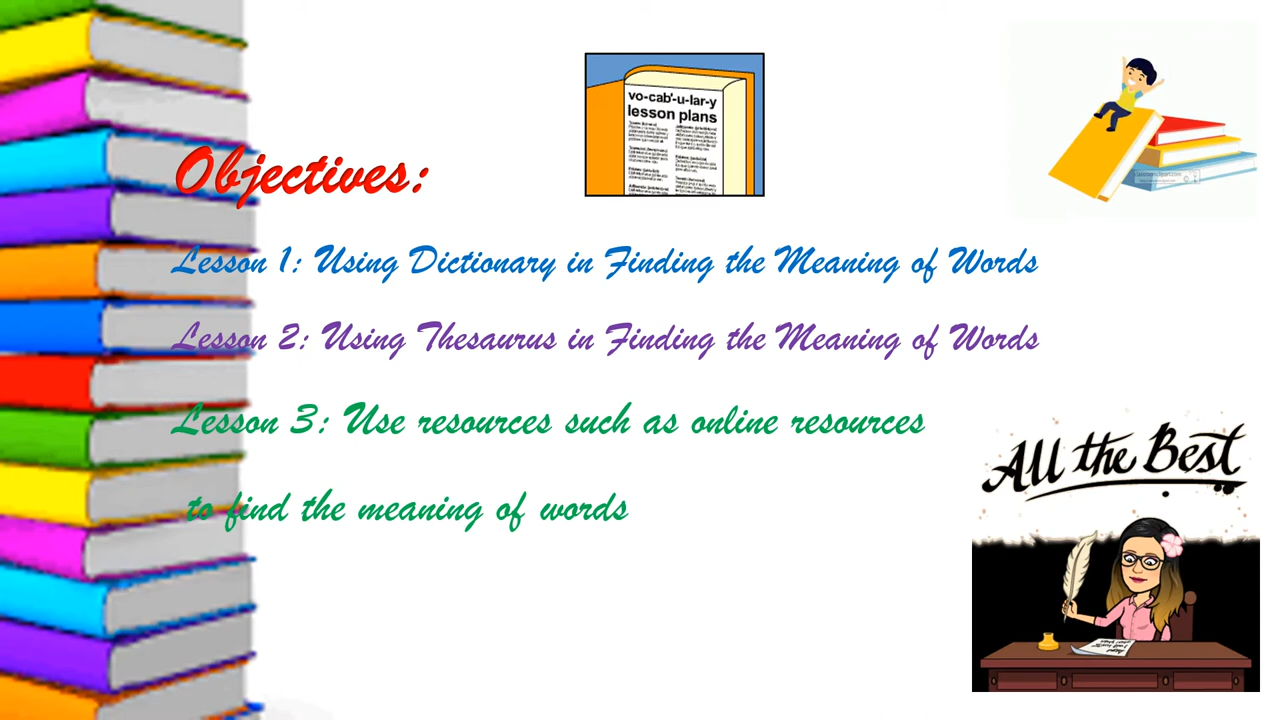 vo-cab'-u-lar-y
lesson plans
Objectives:
Lesson 1: Using Dictionary in Finding the Meaning of Words
Lesson 2: Using Thesaurus in Finding the Meaning of Words
Lesson 3: Use resources such as online resources
to find the meaning of words
All the Best